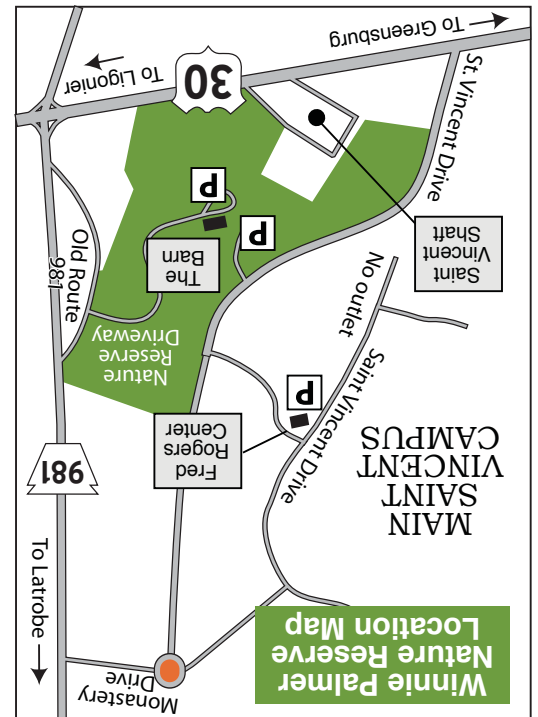 Winnie Palmer
Nature Reserve
Location Map
Monastery
Drive
To Latrobe
MAIN
SAINT
VINCENT
CAMPUS
Saint Vincent Drive
No outlet
Fred
Rogers
Center
P
981
Nature
Reserve
Driveway
The
Barn
P
P
Old Route
981
Saint
Vincent
Shaft
St. Vincent Drive
To Ligonier
30
To Greensburg